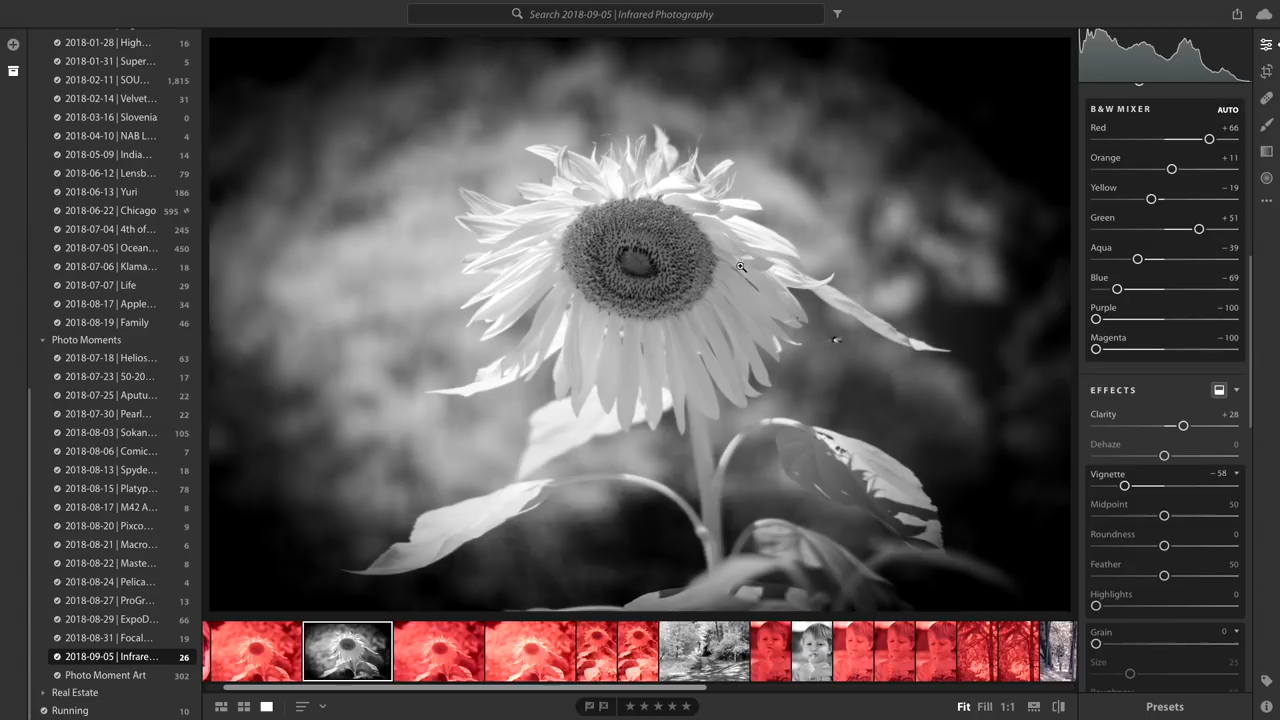 Search 2018-09-05 | Infrared Photography
2018-01-28 | High... 16
2018-01-31 | Super... 5
2018-02-11 | SOU... 1,815
2018-02-14 | Velvet... 31
2018-03-16 | Slovenia 0
2018-04-10 | NAB L... 4
2018-05-09 | India... 14
2018-06-12 | Lensb... 79
2018-06-13 | Yuri 186
2018-06-22 | Chicago 595
2018-07-04 | 4th of... 245
2018-07-05 | Ocean... 450
2018-07-06 | Klama... 18
2018-07-07 | Life 29
2018-08-17 | Apple... 34
2018-08-19 | Family 46
Photo Moments
2018-07-18 | Helios... 63
2018-07-23 | 50-20... 17
2018-07-25 | Aputu... 22
2018-07-30 | Pearl... 22
2018-08-03 | Sokan... 105
2018-08-06 | Comic... 7
2018-08-13 | Spyde... 18
2018-08-15 | Platyp... 78
2018-08-17 | M42 A... 8
2018-08-20 | Pixco... 9
2018-08-21 | Macro... 6
2018-08-22 | Maste... 8
2018-08-24 | Pelica... 4
2018-08-27 | ProGr... 13
2018-08-29 | ExpoD... 66
2018-08-31 | Focal... 19
2018-09-05 | Infrare... 26
Photo Moment Art 302
Real Estate
Running 10
Fit Fill 1:1
B&W MIXER AUTO
Red + 66
Orange + 11
Yellow – 19
Green + 51
Aqua – 39
Blue – 69
Purple – 100
Magenta – 100
EFFECTS
Clarity + 28
Dehaze 0
Vignette – 58
Midpoint 50
Roundness 0
Feather 50
Highlights 0
Grain 0
Size 25
Presets